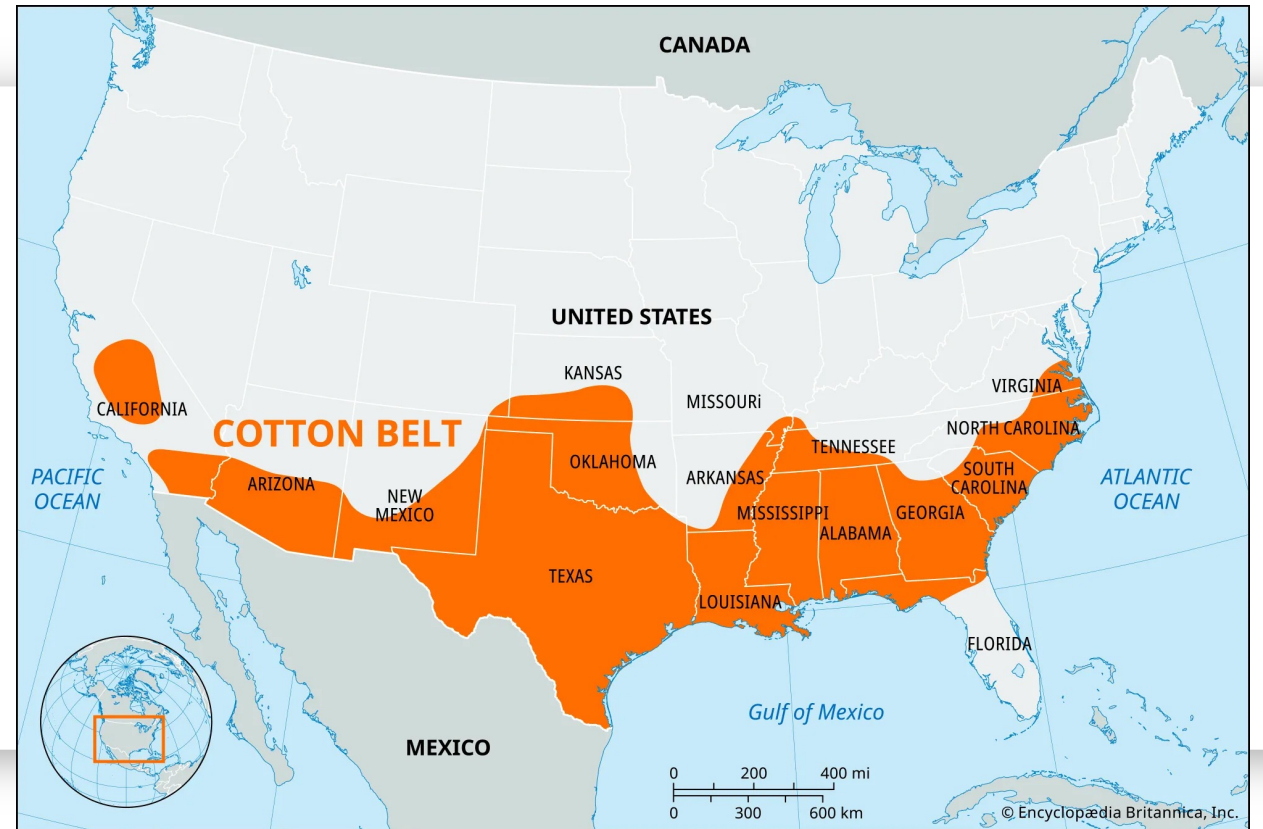 CANADA
UNITED STATES
KANSAS
MISSOURi
VIRGINIA
CALIFORNIA
COTTON BELT
NORTH CAROLINA
TENNESSEE
OKLAHOMA
ARKANSAS
SOUTH
CAROLINA
PACIFIC
OCEAN
ARIZONA
NEW
MEXICO
ATLANTIC
OCEAN
MISSISSIPPI
GEORGIA
ALABAMA
TEXAS
LOUISIANA
FLORIDA
Gulf of Mexico
MEXICO
0 200 400 mi
0 300 600 km
© Encyclopædia Britannica, Inc.